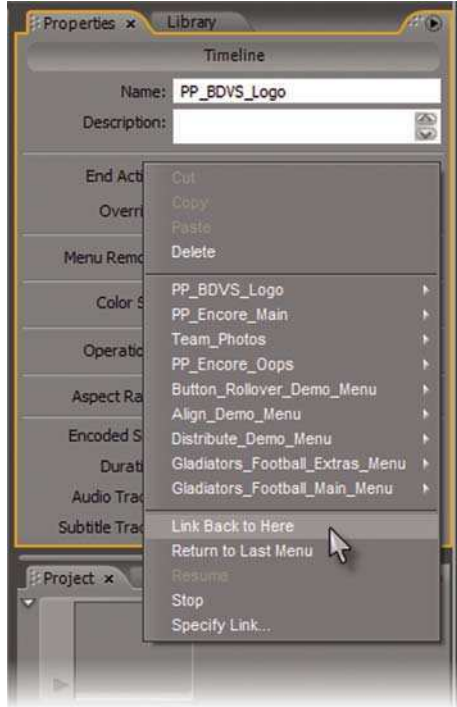 Properties × Library
Timeline
Name: PP_BDVS_Logo
Description:
End Acti
Overri
Menu Remo
Color S
Operatio
Aspect Ra
Encoded S
Durati
Audio Trac
Subtitle Trac
Cut
Copy
Paste
Delete
PP_BDVS_Logo
PP_Encore_Main
Team_Photos
PP_Encore_Oops
Button_Rollover_Demo_Menu
Align_Demo_Menu
Distribute_Demo_Menu
Gladiators_Football_Extras_Menu
Gladiators_Football_Main_Menu
Link Back to Here
Return to Last Menu
Resume
Stop
Specify Link...
Project ×